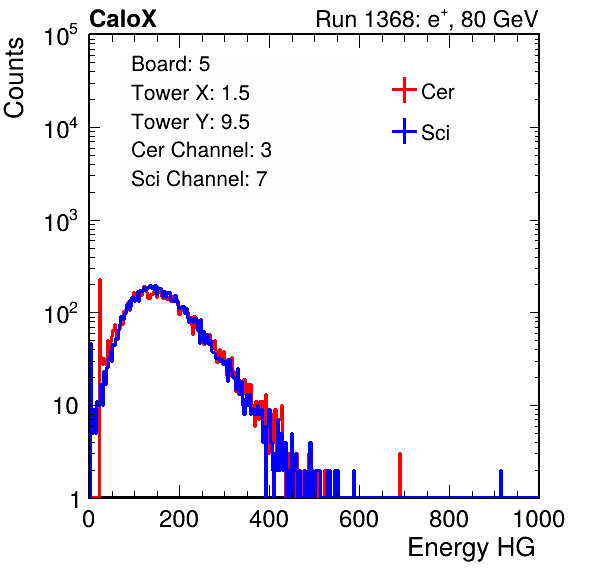 CaloX Run 1368: e⁺, 80 GeV
Counts
10⁵
10⁴
10³
10²
10
1
Board: 5
Tower X: 1.5
Tower Y: 9.5
Cer Channel: 3
Sci Channel: 7
Cer
Sci
0 200 400 600 800 1000
Energy HG